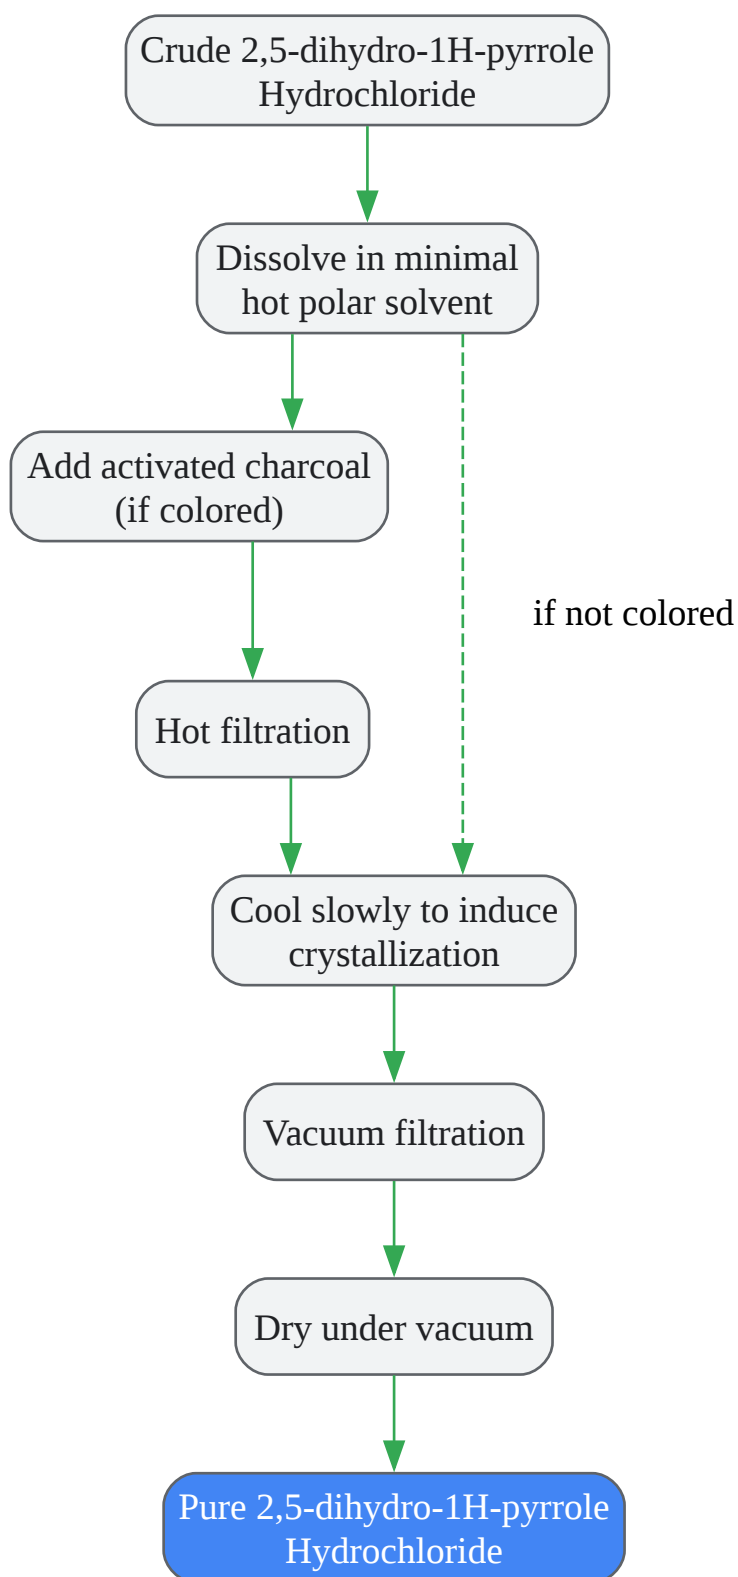 Crude 2,5-dihydro-1H-pyrrole
Hydrochloride
Dissolve in minimal
hot polar solvent
Add activated charcoal
(if colored)
if not colored
Hot filtration
Cool slowly to induce
crystallization
Vacuum filtration
Dry under vacuum
Pure 2,5-dihydro-1H-pyrrole
Hydrochloride